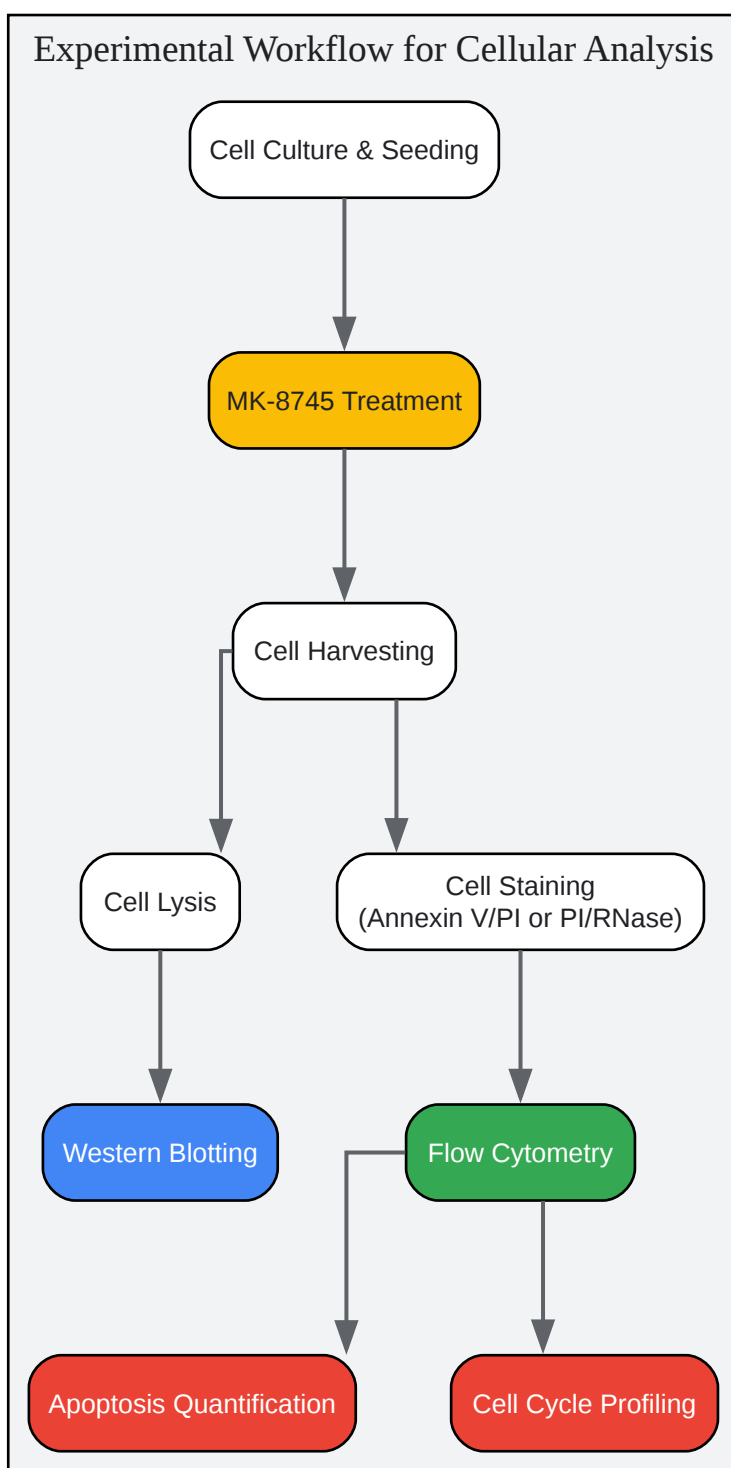 Experimental Workflow for Cellular Analysis
Cell Culture & Seeding
MK-8745 Treatment
Cell Harvesting
Cell Lysis
Cell Staining
(Annexin V/PI or PI/RNase)
Western Blotting
Flow Cytometry
Apoptosis Quantification
Cell Cycle Profiling